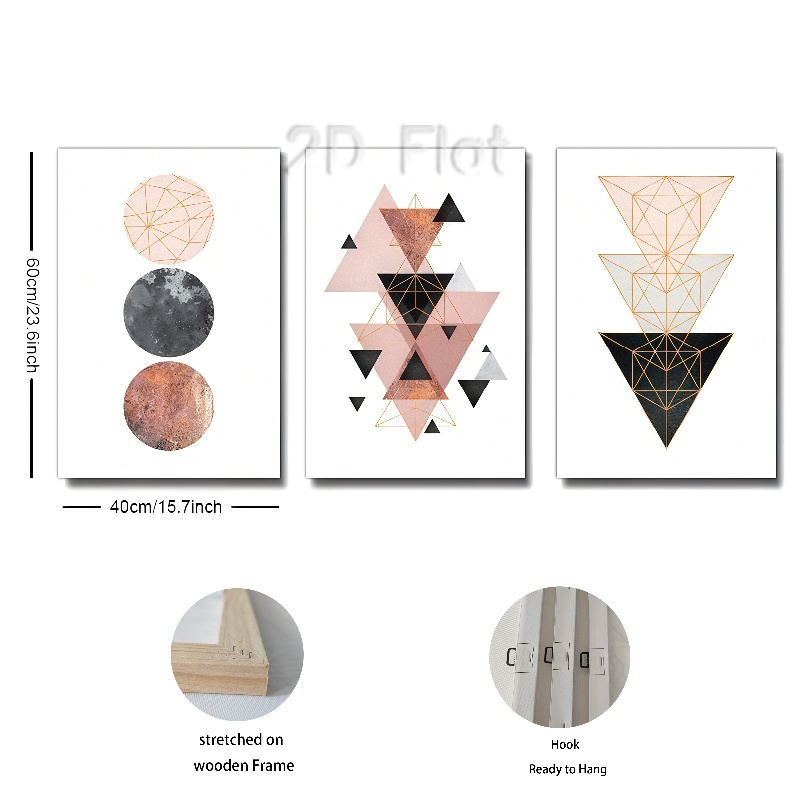 2D Flat
60cm/23.6inch
40cm/15.7inch
stretched on
wooden Frame
Hook
Ready to Hang